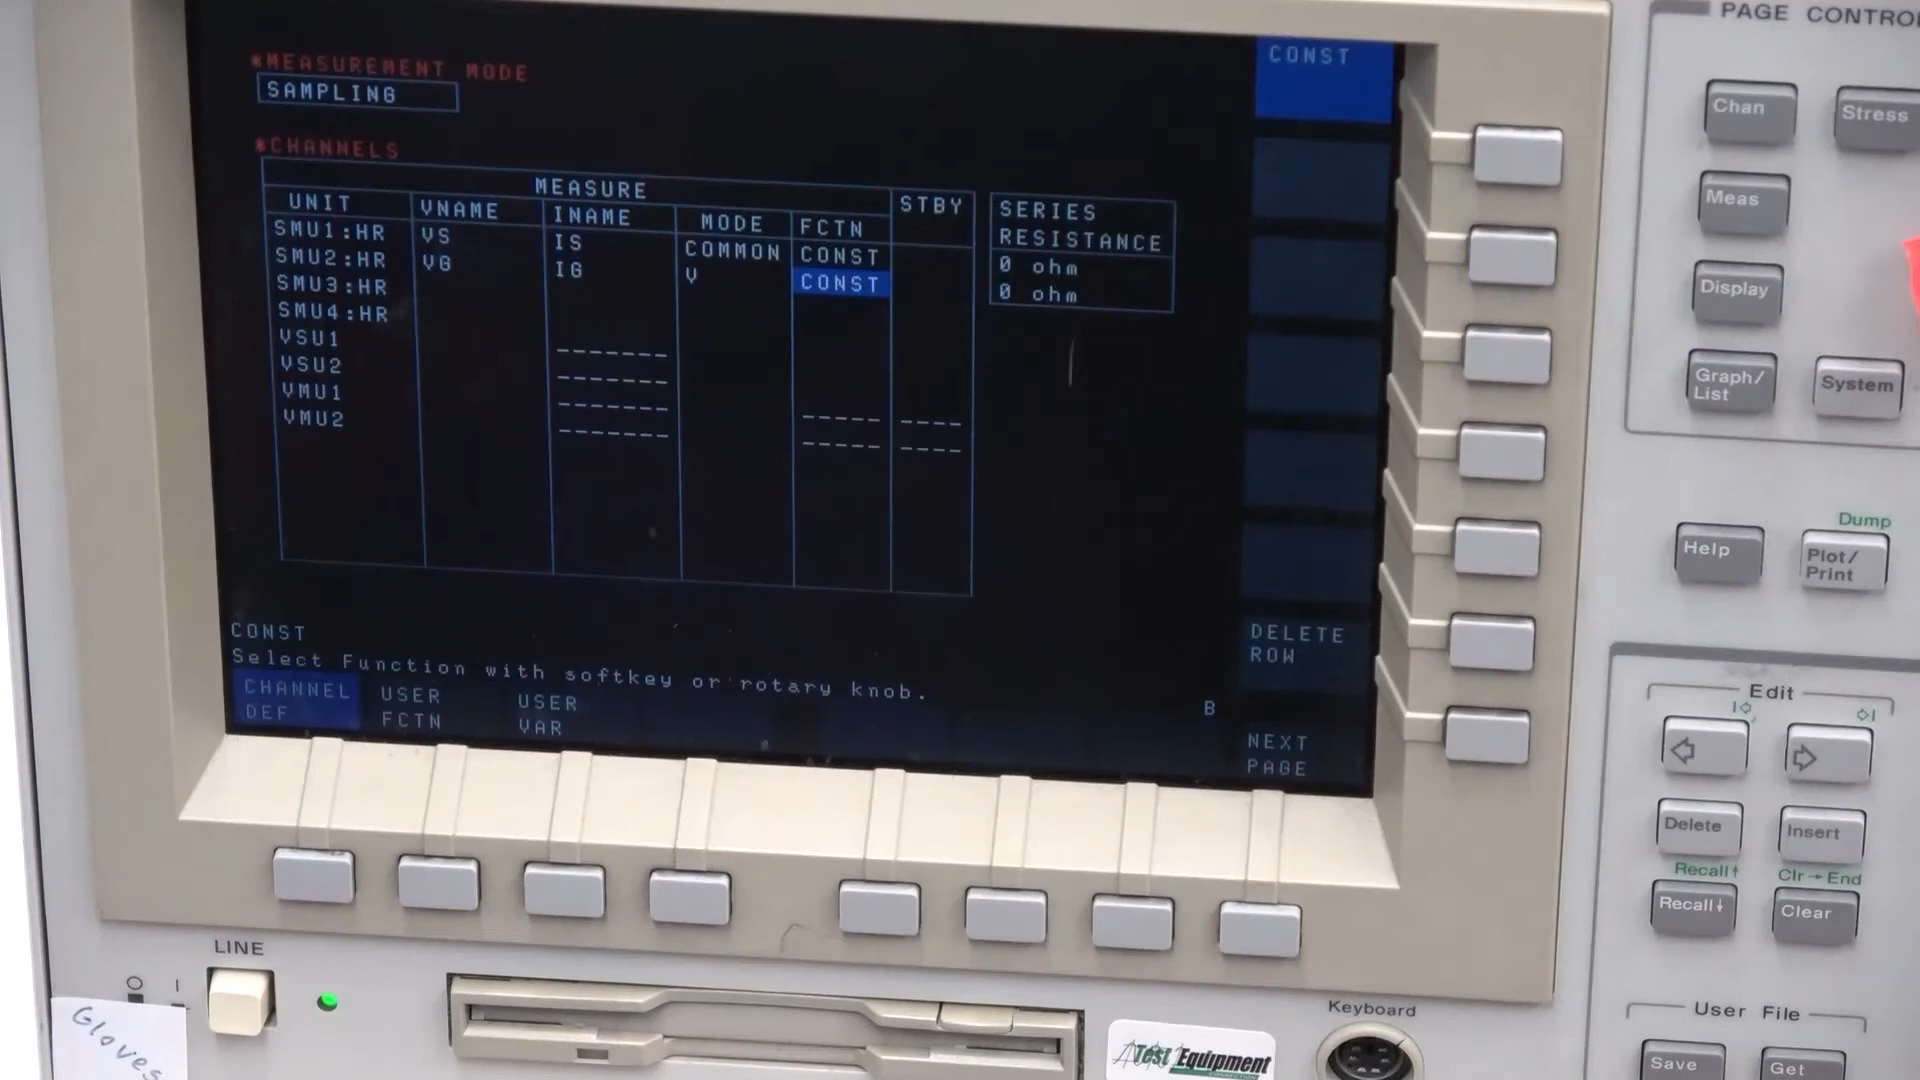 *MEASUREMENT MODE
SAMPLING
*CHANNELS
MEASURE
UNIT VNAME INAME MODE FCTN STBY
SMU1:HR VS IS COMMON CONST
SMU2:HR VG IG V CONST
SMU3:HR
SMU4:HR
VSU1 -------
VSU2 -------
VMU1 ------- ----- ----
VMU2 ------- ----- ----
SERIES
RESISTANCE
0 ohm
0 ohm
CONST
DELETE
ROW
NEXT
PAGE
CONST
Select Function with softkey or rotary knob.
B
CHANNEL
DEF
USER
FCTN
USER
VAR
PAGE CONTRO
Chan
Stress
Meas
Display
Graph/
List
System
Help
Dump
Plot/
Print
Edit
Delete
Insert
Recall↑
Clr→End
Recall↓
Clear
User File
Save
Get
LINE
O I
Gloves
Keyboard
Test Equipment